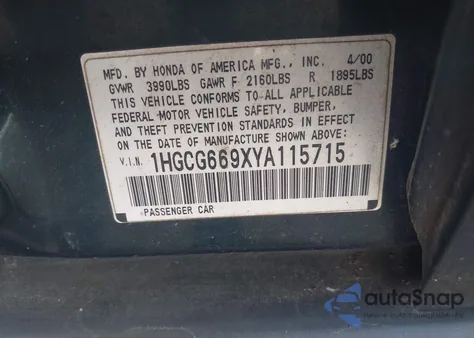 MFD. BY HONDA OF AMERICA MFG., INC. 4/00
GVWR 3990LBS GAWR F 2160LBS R 1895LBS
THIS VEHICLE CONFORMS TO ALL APPLICABLE
FEDERAL MOTOR VEHICLE SAFETY, BUMPER,
AND THEFT PREVENTION STANDARDS IN EFFECT
ON THE DATE OF MANUFACTURE SHOWN ABOVE:
V.I.N. 1HGCG669XYA115715
PASSENGER CAR
autoSnap